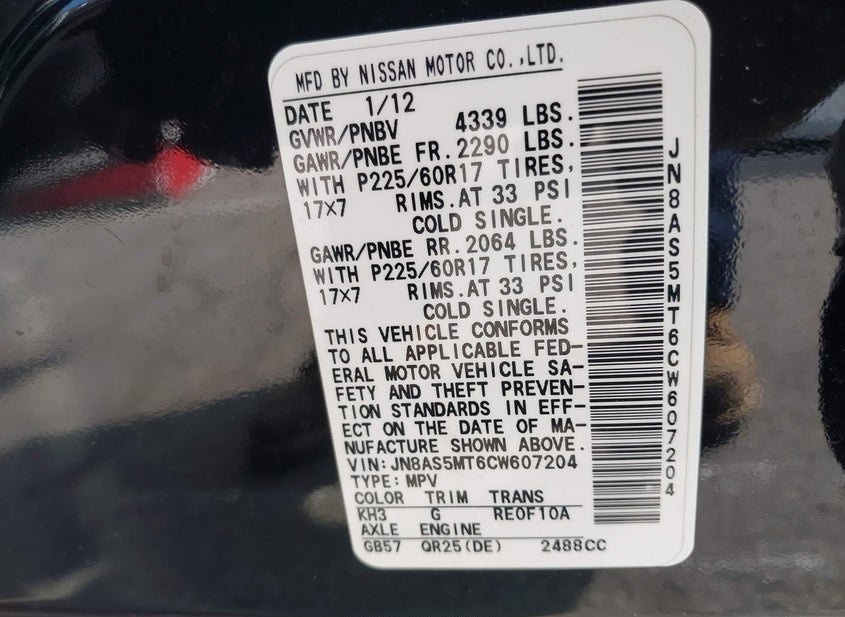 MFD BY NISSAN MOTOR CO.,LTD.
DATE 1/12
GVWR/PNBV 4339 LBS.
GAWR/PNBE FR. 2290 LBS.
WITH P225/60R17 TIRES,
17X7 RIMS.AT 33 PSI
COLD SINGLE.
GAWR/PNBE RR. 2064 LBS.
WITH P225/60R17 TIRES,
17X7 RIMS.AT 33 PSI
COLD SINGLE.
THIS VEHICLE CONFORMS
TO ALL APPLICABLE FED-
ERAL MOTOR VEHICLE SA-
FETY AND THEFT PREVEN-
TION STANDARDS IN EFF-
ECT ON THE DATE OF MA-
NUFACTURE SHOWN ABOVE.
VIN:JN8AS5MT6CW607204
TYPE:MPV
COLOR TRIM TRANS
KH3 G RE0F10A
AXLE ENGINE
GB57 QR25(DE) 2488CC
JN8AS5MT6CW607204